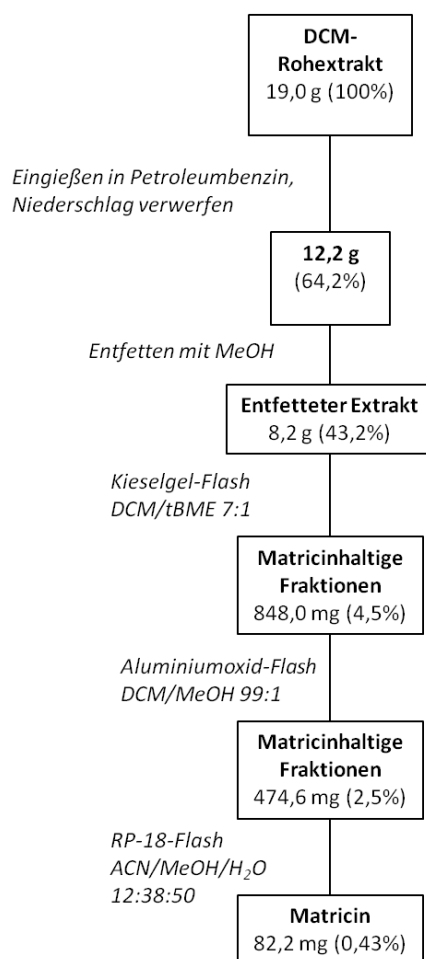 DCM-
Rohextrakt
19,0 g (100%)
Eingießen in Petroleumbenzin,
Niederschlag verwerfen
12,2 g
(64,2%)
Entfetten mit MeOH
Entfetteter Extrakt
8,2 g (43,2%)
Kieselgel-Flash
DCM/tBME 7:1
Matricinhaltige
Fraktionen
848,0 mg (4,5%)
Aluminiumoxid-Flash
DCM/MeOH 99:1
Matricinhaltige
Fraktionen
474,6 mg (2,5%)
RP-18-Flash
ACN/MeOH/H₂O
12:38:50
Matricin
82,2 mg (0,43%)